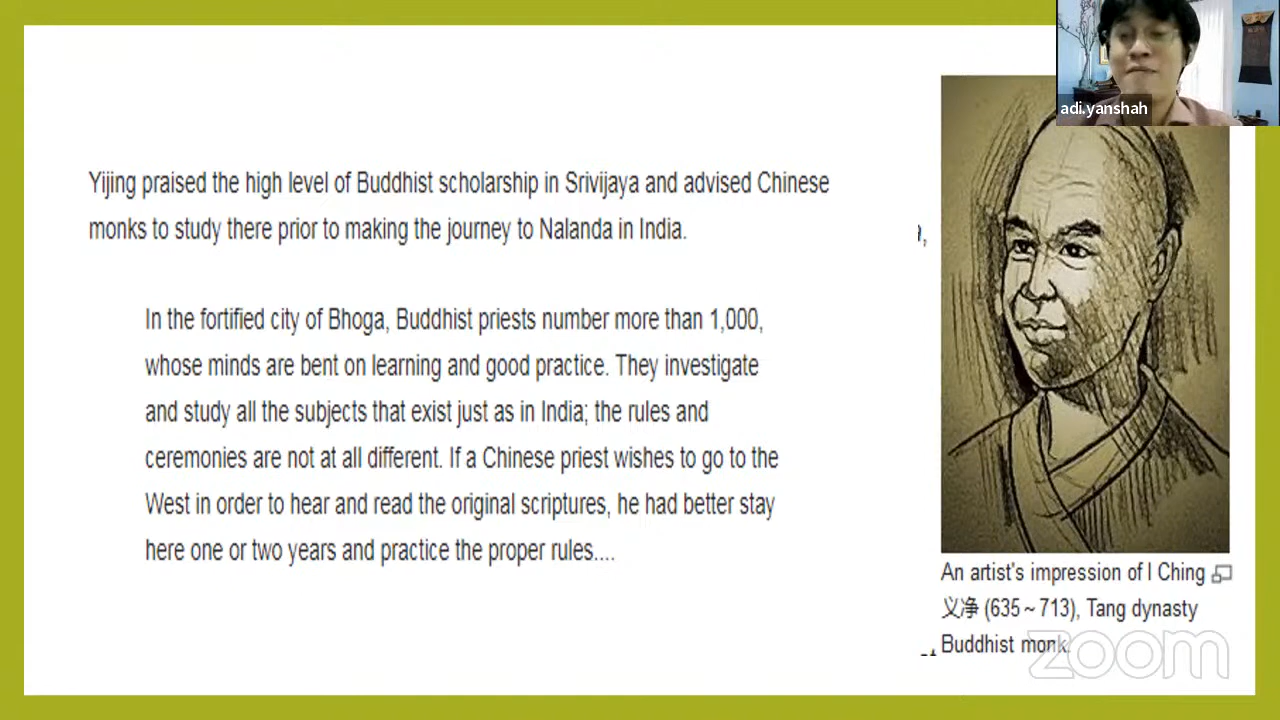 adi.yanshah
Yijing praised the high level of Buddhist scholarship in Srivijaya and advised Chinese
monks to study there prior to making the journey to Nalanda in India.
In the fortified city of Bhoga, Buddhist priests number more than 1,000,
whose minds are bent on learning and good practice. They investigate
and study all the subjects that exist just as in India; the rules and
ceremonies are not at all different. If a Chinese priest wishes to go to the
West in order to hear and read the original scriptures, he had better stay
here one or two years and practice the proper rules....
An artist's impression of I Ching
义净 (635~713), Tang dynasty
Buddhist monk.
zoom